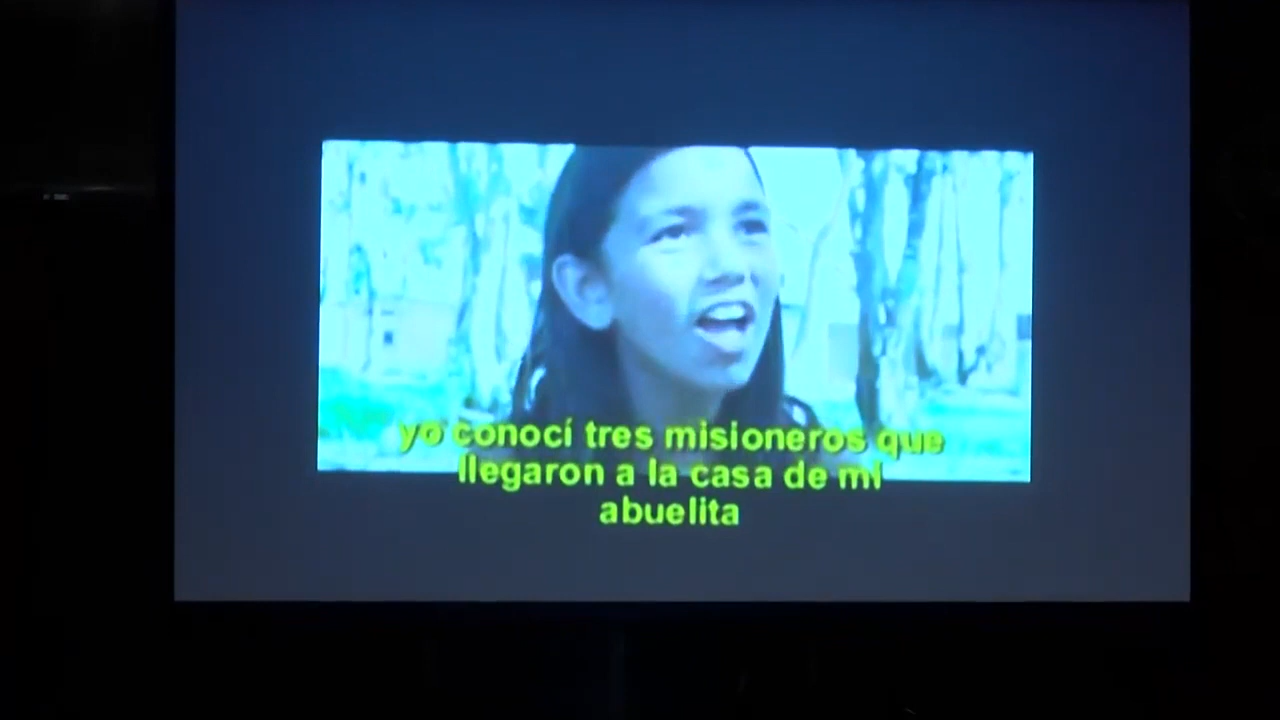 yo conocí tres misioneros que
llegaron a la casa de mi
abuelita